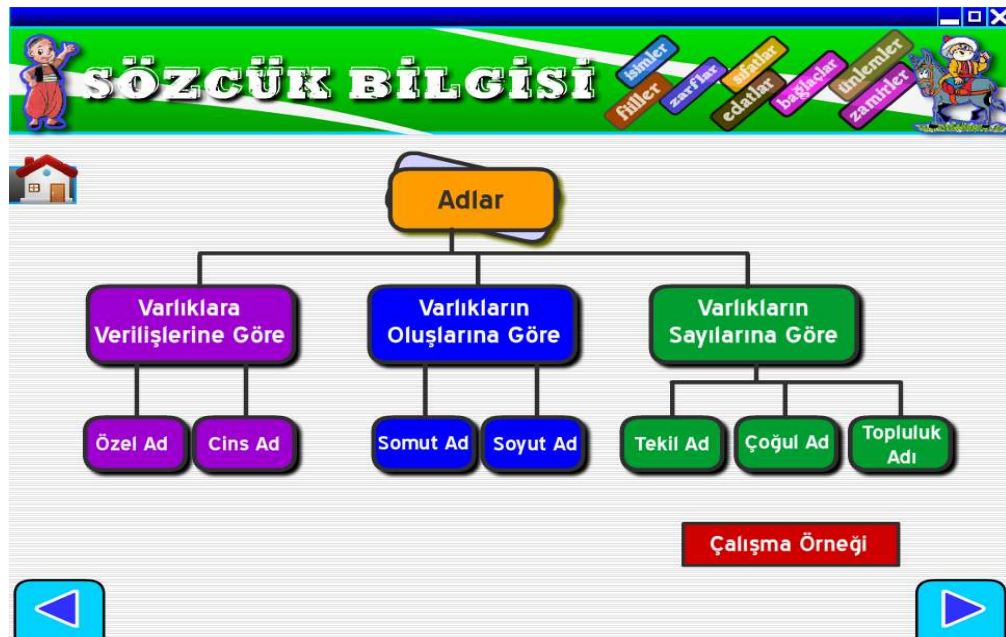 SÖZCÜK BİLGİSİ
isimler
fiiller
zarflar
sıfatlar
edatlar
bağlaçlar
ünlemler
zamirler
Adlar
Varlıklara
Verilişlerine Göre
Varlıkların
Oluşlarına Göre
Varlıkların
Sayılarına Göre
Özel Ad
Cins Ad
Somut Ad
Soyut Ad
Tekil Ad
Çoğul Ad
Topluluk
Adı
Çalışma Örneği